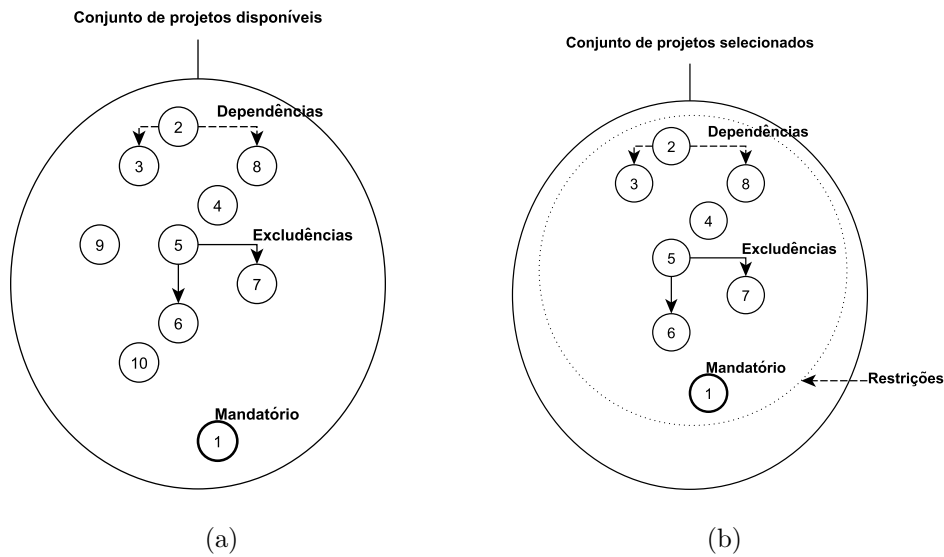 Conjunto de projetos disponíveis
Dependências
2
3
8
4
Excludências
9
5
7
6
10
Mandatório
1
(a)
Conjunto de projetos selecionados
Dependências
2
3
8
4
Excludências
5
7
6
Mandatório
1
Restrições
(b)